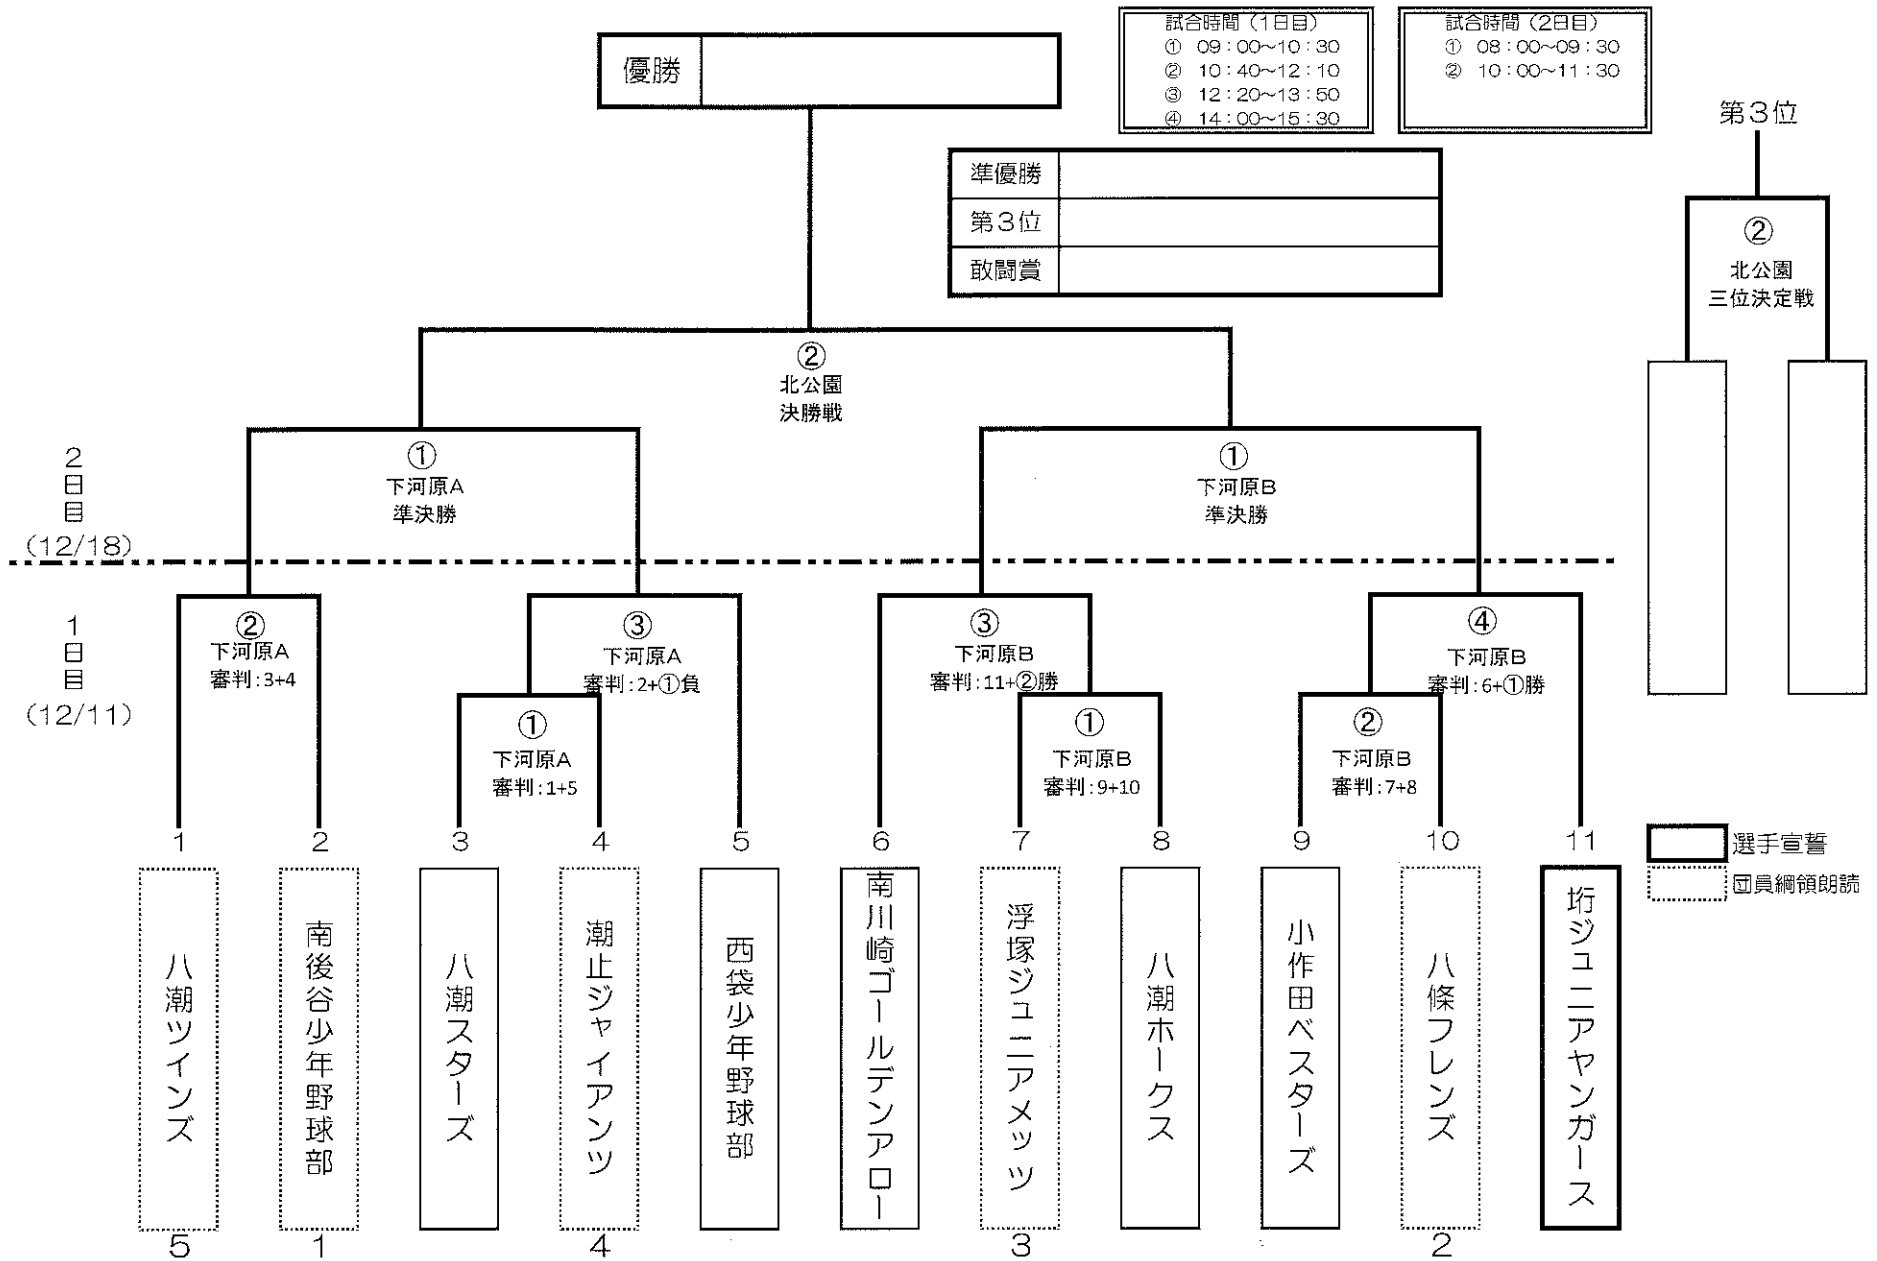 試合時間（1日目）
① 09：00～10：30
② 10：40～12：10
③ 12：20～13：50
④ 14：00～15：30
試合時間（2日目）
① 08：00～09：30
② 10：00～11：30
優勝
準優勝
第3位
敢闘賞
第3位
②
北公園
三位決定戦
②
北公園
決勝戦
2日目
(12/18)
①
下河原A
準決勝
①
下河原B
準決勝
1日目
(12/11)
②
下河原A
審判:3+4
③
下河原A
審判:2+①負
③
下河原B
審判:11+②勝
④
下河原B
審判:6+①勝
①
下河原A
審判:1+5
①
下河原B
審判:9+10
②
下河原B
審判:7+8
1
2
3
4
5
6
7
8
9
10
11
選手宣誓
団員綱領朗読
八潮ツインズ
南後谷少年野球部
八潮スターズ
潮止ジャイアンツ
西袋少年野球部
南川崎ゴールデンアロー
浮塚ジュニアメッツ
八潮ホークス
小作田ベスターズ
八條フレンズ
垳ジュニアヤンガース
5
1
4
3
2